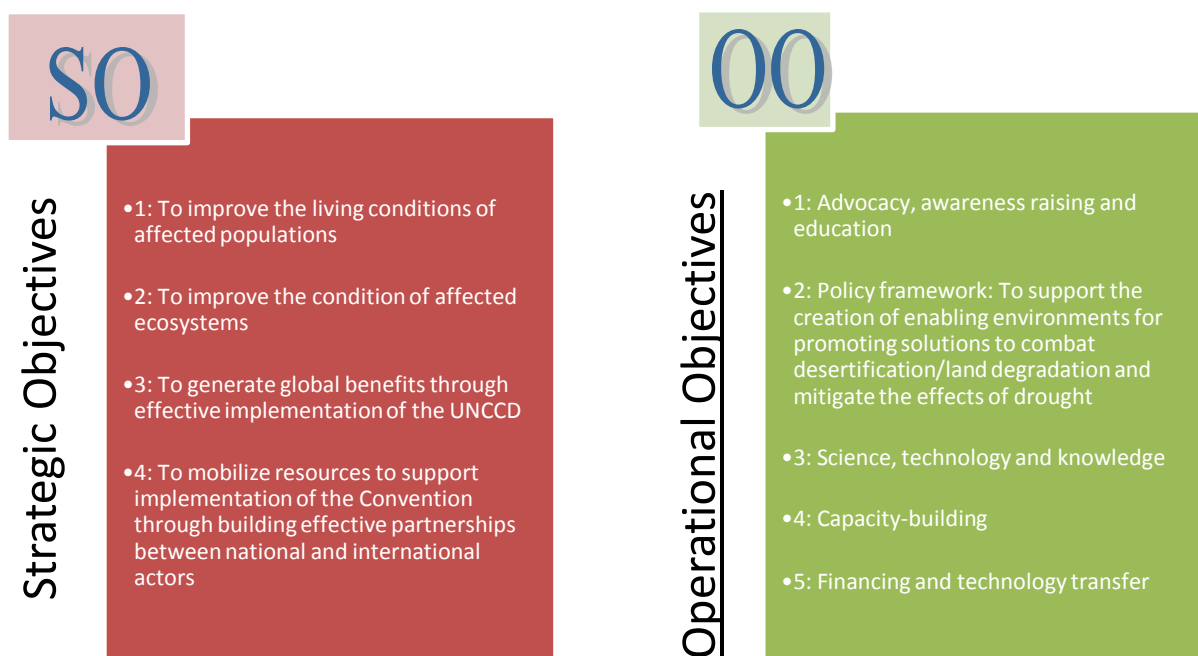 SO
Strategic Objectives
•1: To improve the living conditions of
affected populations
•2: To improve the condition of affected
ecosystems
•3: To generate global benefits through
effective implementation of the UNCCD
•4: To mobilize resources to support
implementation of the Convention
through building effective partnerships
between national and international
actors
OO
Operational Objectives
•1: Advocacy, awareness raising and
education
•2: Policy framework: To support the
creation of enabling environments for
promoting solutions to combat
desertification/land degradation and
mitigate the effects of drought
•3: Science, technology and knowledge
•4: Capacity-building
•5: Financing and technology transfer